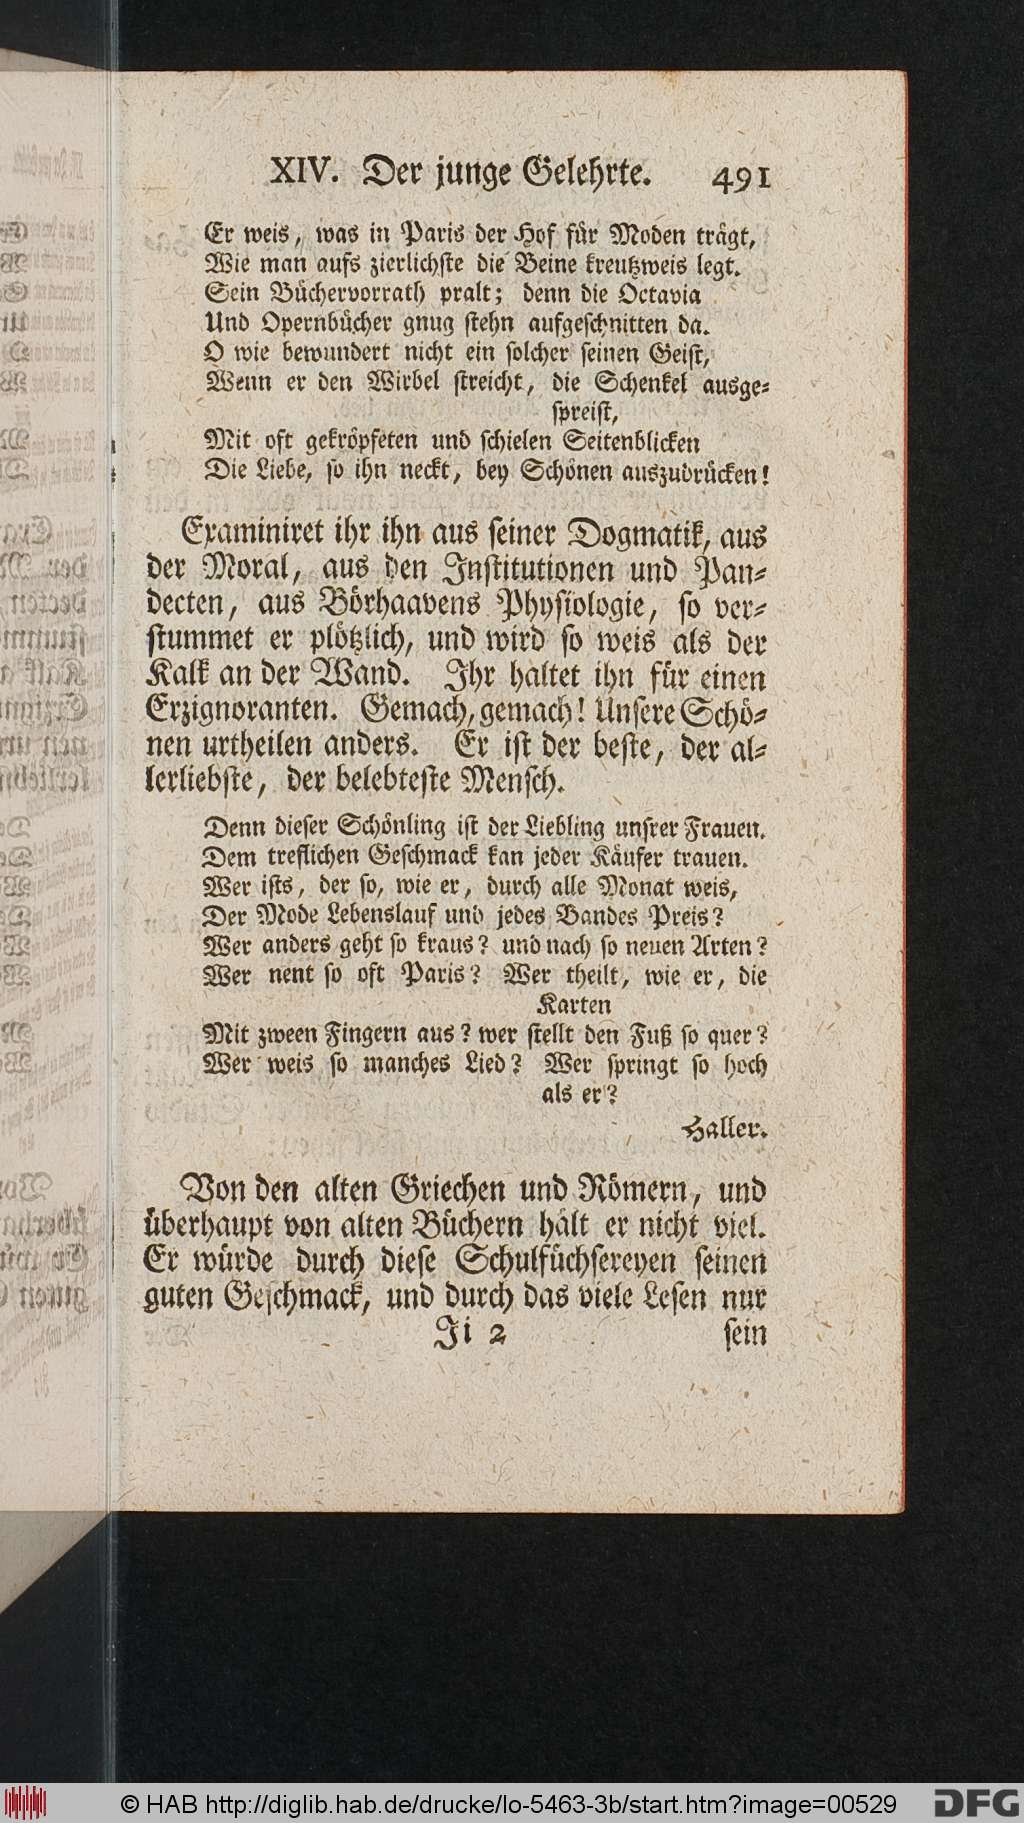 XIV. Der junge Gelehrte. 491
Er weis, was in Paris der Hof für Moden trägt,
Wie man aufs zierlichste die Beine kreutzweis legt.
Sein Büchervorrath pralt; denn die Octavia
Und Opernbücher gnug stehn aufgeschnitten da.
O wie bewundert nicht ein solcher seinen Geist,
Wenn er den Wirbel streicht, die Schenkel ausge-
spreist,
Mit oft gekröpfeten und schielen Seitenblicken
Die Liebe, so ihn neckt, bey Schönen auszudrücken!
Examiniret ihr ihn aus seiner Dogmatik, aus
der Moral, aus den Institutionen und Pan-
decten, aus Börhaavens Physiologie, so ver-
stummet er plötzlich, und wird so weis als der
Kalk an der Wand. Ihr haltet ihn für einen
Erzignoranten. Gemach, gemach! Unsere Schö-
nen urtheilen anders. Er ist der beste, der al-
lerliebste, der belebteste Mensch.
Denn dieser Schönling ist der Liebling unsrer Frauen.
Dem treflichen Geschmack kan jeder Käufer trauen.
Wer ists, der so, wie er, durch alle Monat weis,
Der Mode Lebenslauf und jedes Bandes Preis?
Wer anders geht so kraus? und nach so neuen Arten?
Wer nent so oft Paris? Wer theilt, wie er, die
Karten
Mit zween Fingern aus? wer stellt den Fuß so quer?
Wer weis so manches Lied? Wer springt so hoch
als er?
Haller.
Von den alten Griechen und Römern, und
überhaupt von alten Büchern hält er nicht viel.
Er würde durch diese Schulfüchsereyen seinen
guten Geschmack, und durch das viele Lesen nur
Ji 2 sein
© HAB http://diglib.hab.de/drucke/lo-5463-3b/start.htm?image=00529
DFG